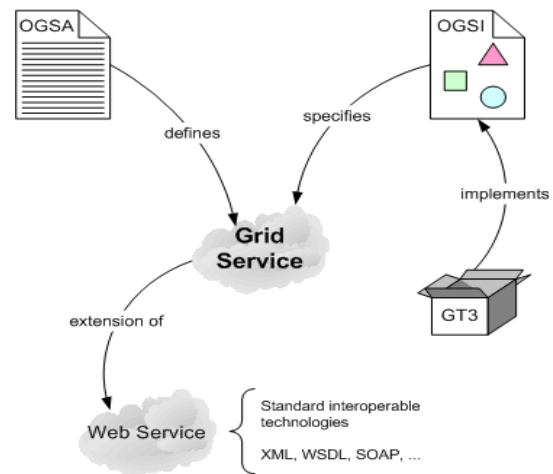 OGSA
OGSI
defines
specifies
implements
Grid
Service
GT3
extension of
Web Service
Standard interoperable
technologies
XML, WSDL, SOAP, ...